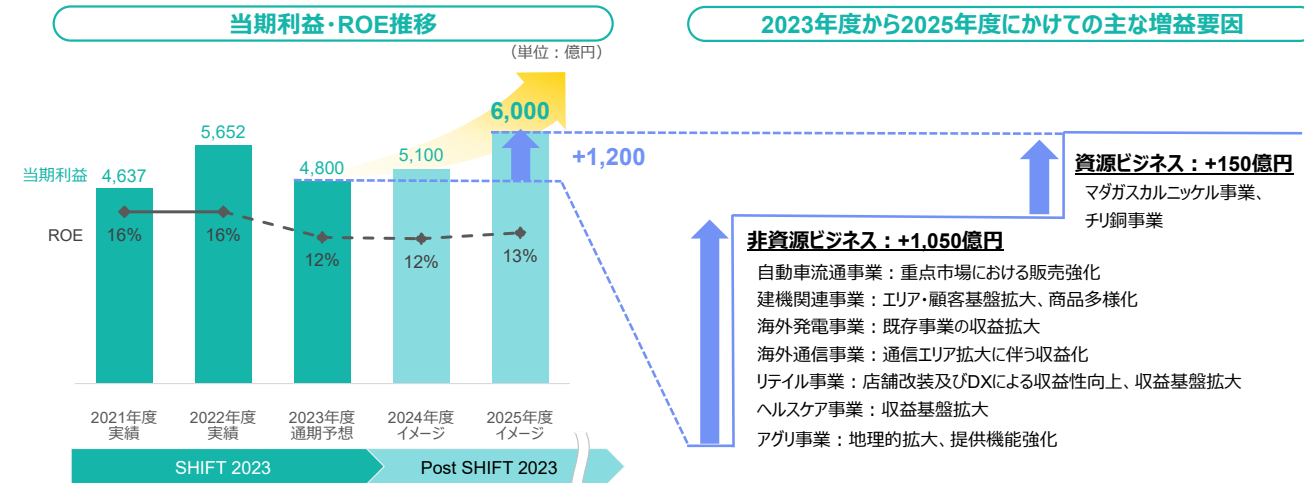 当期利益・ROE推移
（単位：億円）
6,000
5,652
5,100
4,800
+1,200
当期利益 4,637
ROE
16%
16%
12%
12%
13%
2021年度
実績
2022年度
実績
2023年度
通期予想
2024年度
イメージ
2025年度
イメージ
SHIFT 2023
Post SHIFT 2023
2023年度から2025年度にかけての主な増益要因
資源ビジネス：+150億円
マダガスカルニッケル事業、
チリ銅事業
非資源ビジネス：+1,050億円
自動車流通事業：重点市場における販売強化
建機関連事業：エリア・顧客基盤拡大、商品多様化
海外発電事業：既存事業の収益拡大
海外通信事業：通信エリア拡大に伴う収益化
リテイル事業：店舗改装及びDXによる収益性向上、収益基盤拡大
ヘルスケア事業：収益基盤拡大
アグリ事業：地理的拡大、提供機能強化